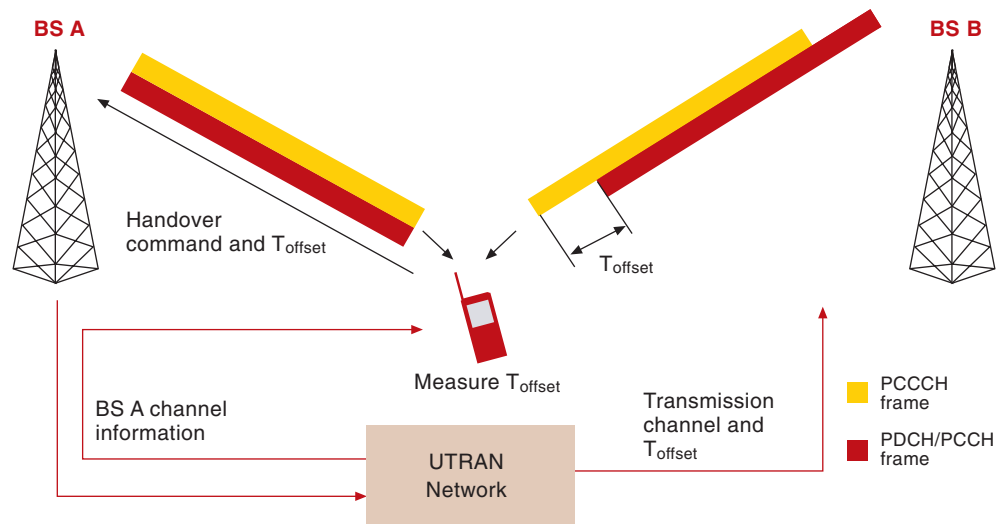 BS A
BS B
Handover
command and Toffset
Toffset
Measure Toffset
BS A channel
information
UTRAN
Network
Transmission
channel and
Toffset
PCCCH
frame
PDCH/PCCH
frame